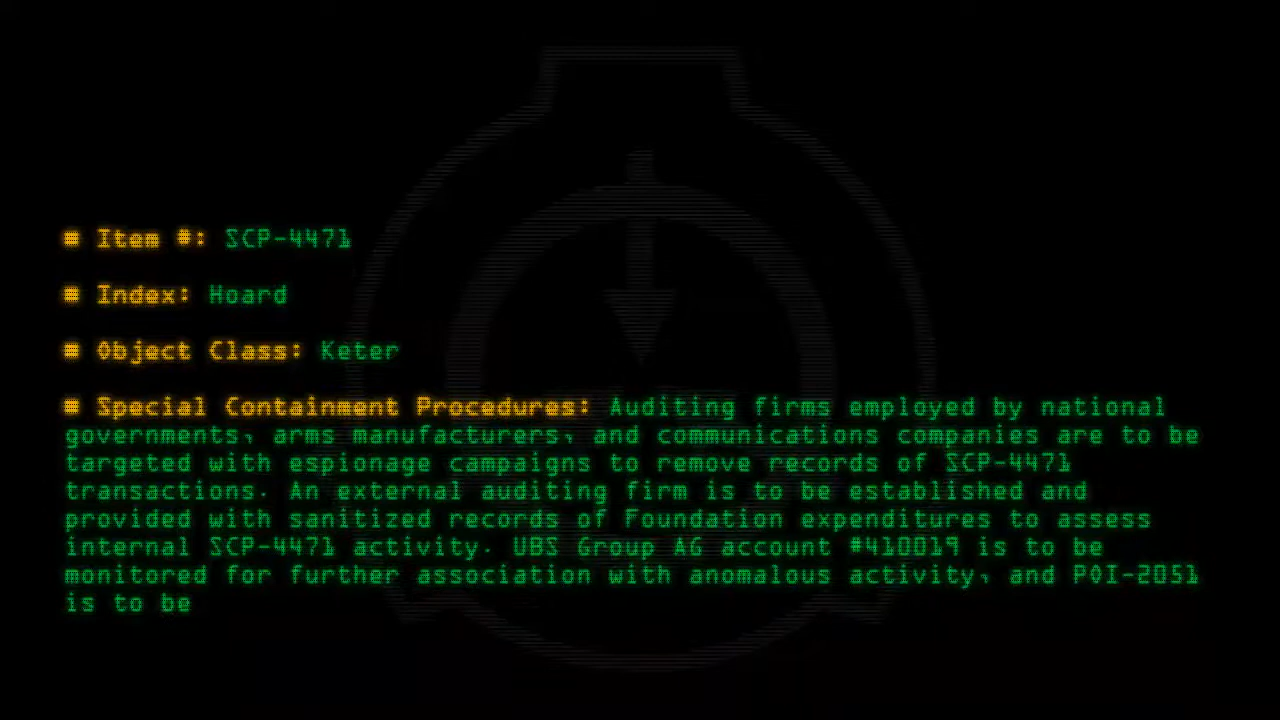 ■ Item #: SCP-4471
■ Index: Hoard
■ Object Class: Keter
■ Special Containment Procedures: Auditing firms employed by national
governments, arms manufacturers, and communications companies are to be
targeted with espionage campaigns to remove records of SCP-4471
transactions. An external auditing firm is to be established and
provided with sanitized records of Foundation expenditures to assess
internal SCP-4471 activity. UBS Group AG account #410019 is to be
monitored for further association with anomalous activity, and POI-2051
is to be